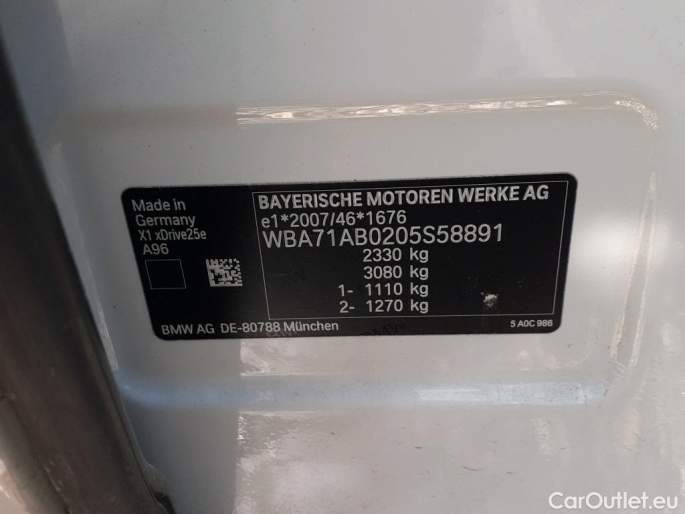 Made in
Germany
X1 xDrive25e
A96
BAYERISCHE MOTOREN WERKE AG
e1*2007/46*1676
WBA71AB0205S58891
2330 kg
3080 kg
1- 1110 kg
2- 1270 kg
BMW AG DE-80788 München
5 A0C 986
CarOutlet.eu